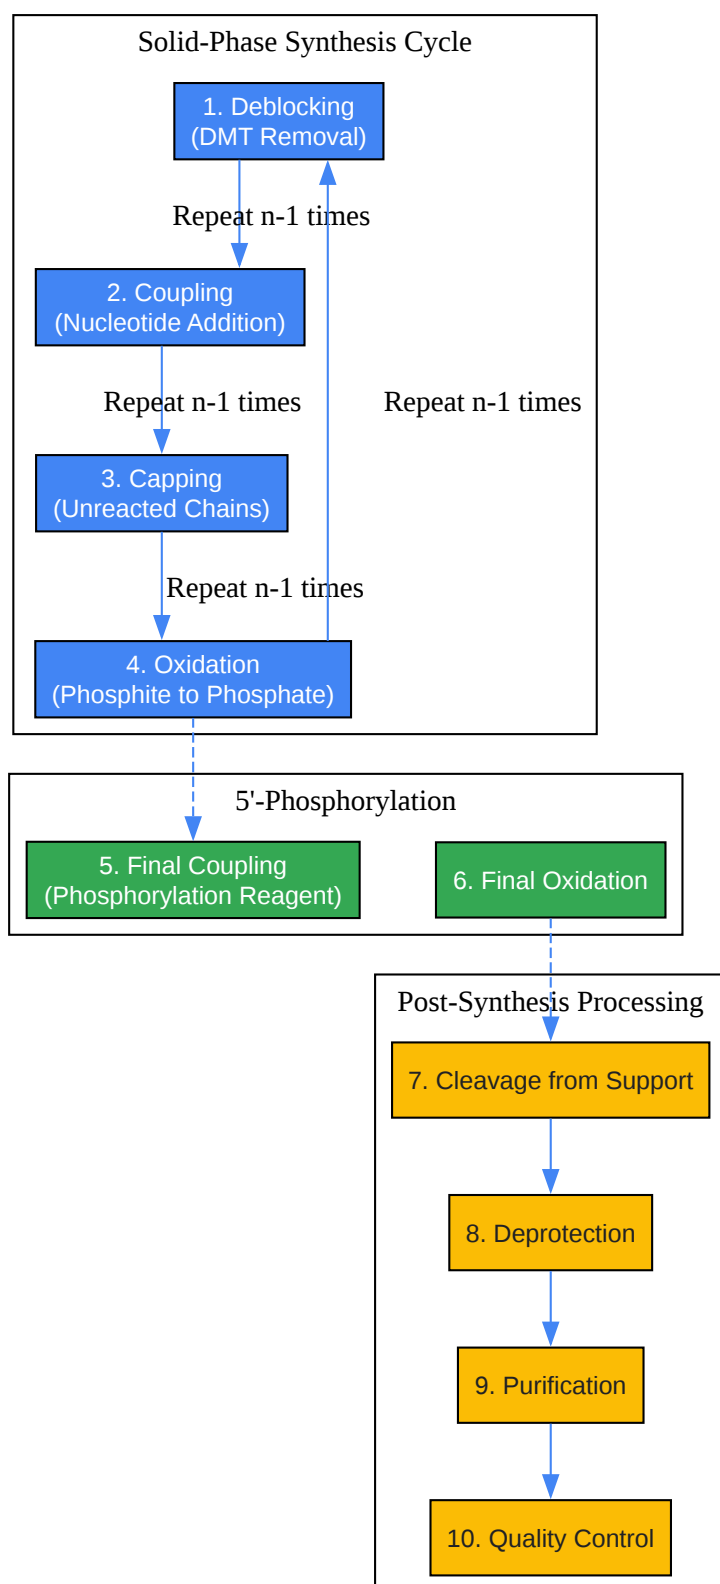 Solid-Phase Synthesis Cycle
1. Deblocking
(DMT Removal)
Repeat n-1 times
2. Coupling
(Nucleotide Addition)
Repeat n-1 times
Repeat n-1 times
3. Capping
(Unreacted Chains)
Repeat n-1 times
4. Oxidation
(Phosphite to Phosphate)
5'-Phosphorylation
5. Final Coupling
(Phosphorylation Reagent)
6. Final Oxidation
Post-Synthesis Processing
7. Cleavage from Support
8. Deprotection
9. Purification
10. Quality Control